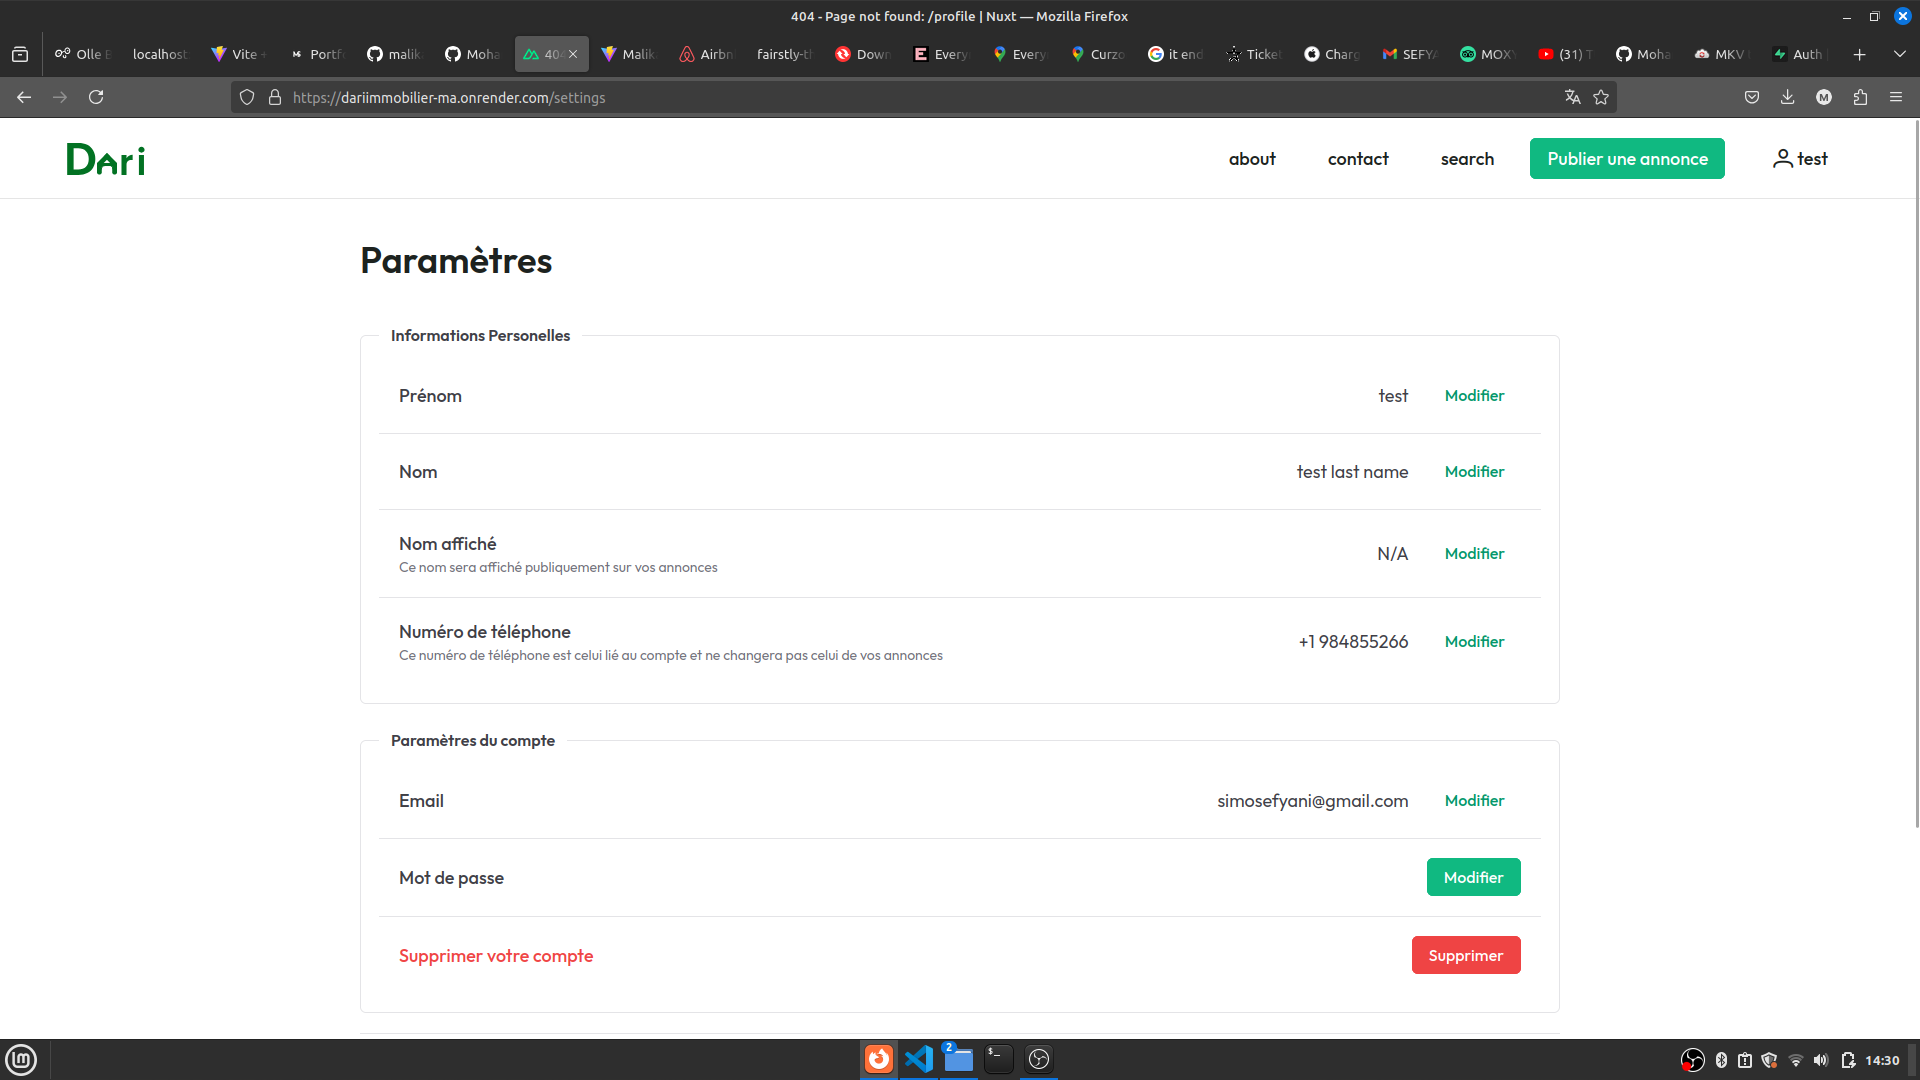 404 - Page not found: /profile | Nuxt — Mozilla Firefox
Olle
localhost
Vite
Portf
malik
Moha
404
Malik
Airbn
fairstly-t
Down
Every
Every
Curzo
it end
Ticke
Charg
SEFYA
MOX
(31)
Moha
MKV
Auth
https://dariimmobilier-ma.onrender.com/settings
M
Dari
about
contact
search
Publier une annonce
test
Paramètres
Informations Personelles
Prénom
test
Modifier
Nom
test last name
Modifier
Nom affiché
Ce nom sera affiché publiquement sur vos annonces
N/A
Modifier
Numéro de téléphone
Ce numéro de téléphone est celui lié au compte et ne changera pas celui de vos annonces
+1 984855266
Modifier
Paramètres du compte
Email
simosefyani@gmail.com
Modifier
Mot de passe
Modifier
Supprimer votre compte
Supprimer
2
14:30